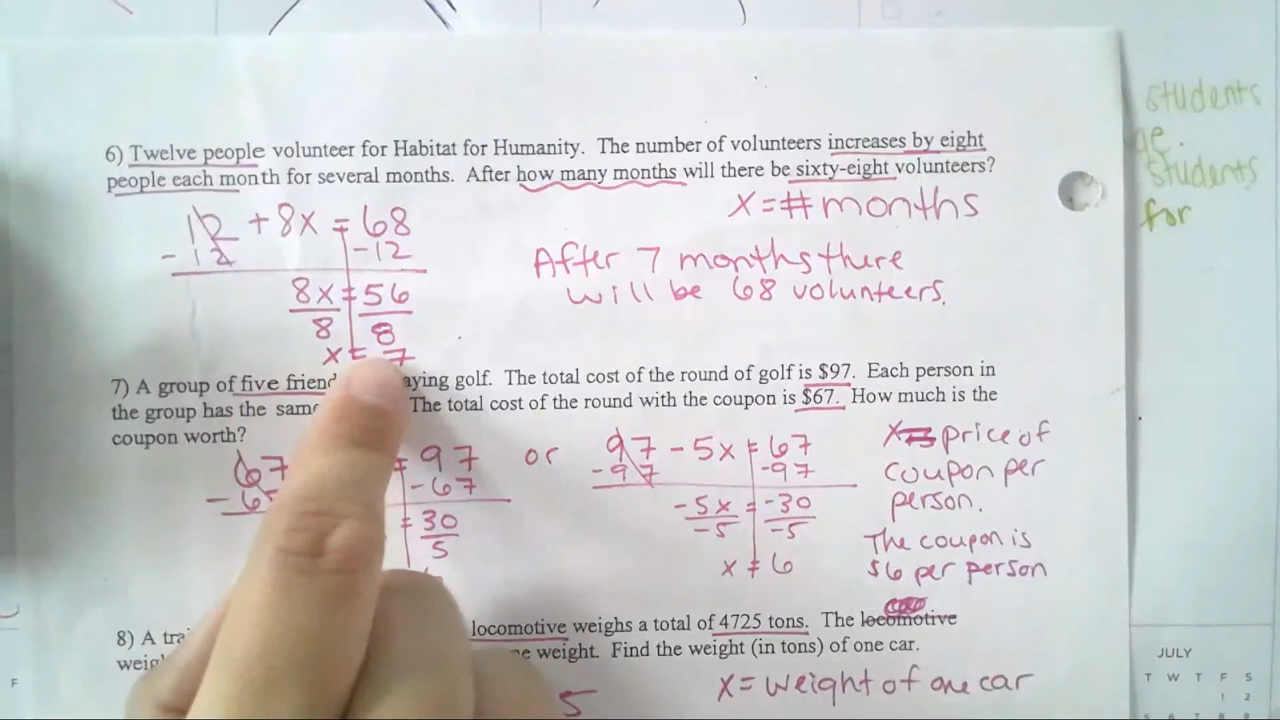 students
ge.
students
for
6) Twelve people volunteer for Habitat for Humanity. The number of volunteers increases by eight
people each month for several months. After how many months will there be sixty-eight volunteers?
x = # months
12 + 8x = 68
- 12 -12
After 7 months there
will be 68 volunteers.
8x = 56
8 8
x = 7
7) A group of five friend aying golf. The total cost of the round of golf is $97. Each person in
the group has the same The total cost of the round with the coupon is $67. How much is the
coupon worth?
67 = 97 or 97 - 5x = 67
- 6 -67 -97 -97
x = price of
coupon per
person.
= 30 -5x = -30
5 -5 -5
x = 6
The coupon is
$6 per person
8) A tra locomotive weighs a total of 4725 tons. The locomotive
weig e weight. Find the weight (in tons) of one car.
5 x = weight of one car
JULY
T W T F S
1 2
F